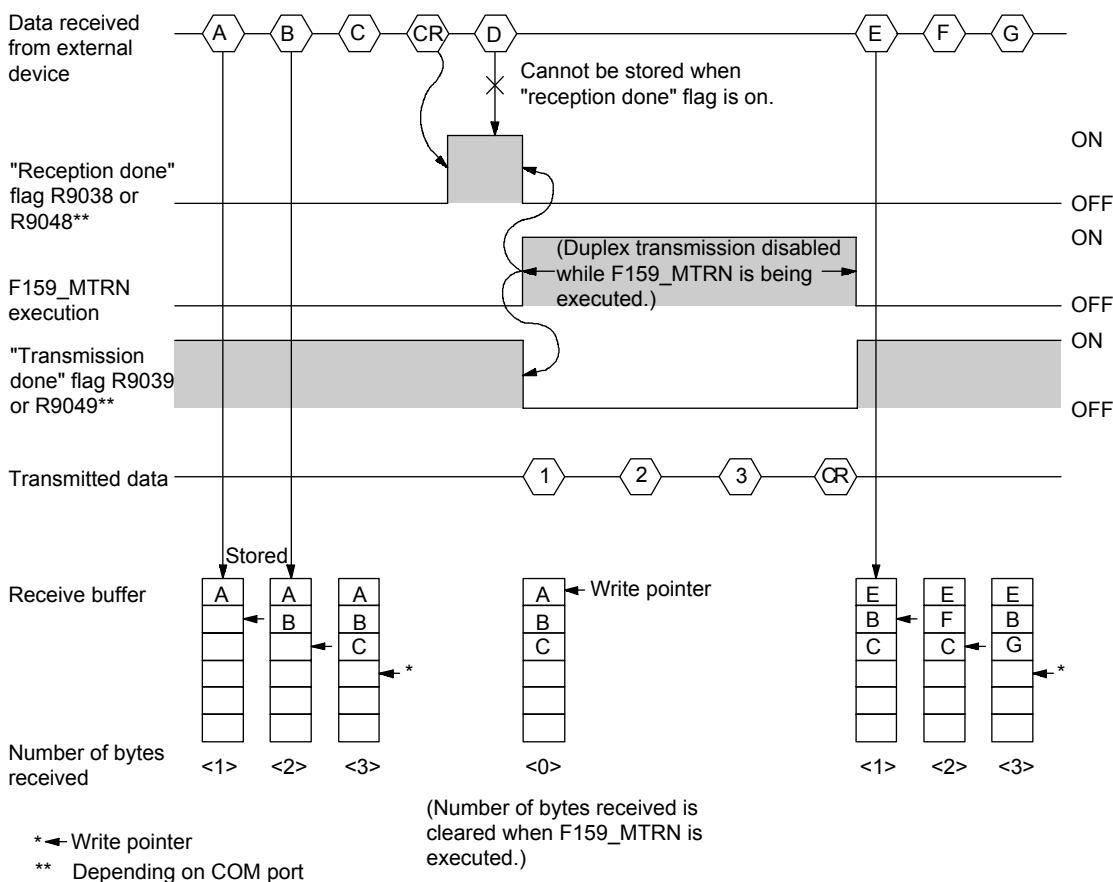 Data received
from external
device
A B C CR D E F G
Cannot be stored when
"reception done" flag is on.
"Reception done"
flag R9038 or
R9048**
ON
OFF
F159_MTRN
execution
(Duplex transmission disabled
while F159_MTRN is being
executed.)
ON
OFF
"Transmission
done" flag R9039
or R9049**
ON
OFF
Transmitted data
1 2 3 CR
Stored
Receive buffer
A A A A Write pointer E E E
B B B B F B
C C C C G
*
*
Number of bytes
received
<1> <2> <3> <0> <1> <2> <3>
(Number of bytes received is
cleared when F159_MTRN is
executed.)
* Write pointer
** Depending on COM port